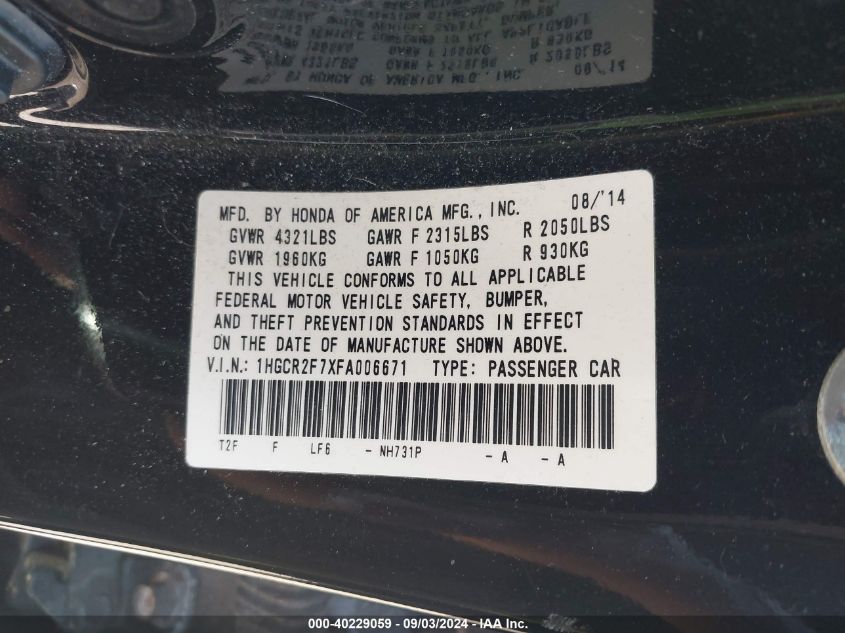 MFD. BY HONDA OF AMERICA MFG., INC. 08/'14
GVWR 4321LBS GAWR F 2315LBS R 2050LBS
GVWR 1960KG GAWR F 1050KG R 930KG
THIS VEHICLE CONFORMS TO ALL APPLICABLE
FEDERAL MOTOR VEHICLE SAFETY, BUMPER,
AND THEFT PREVENTION STANDARDS IN EFFECT
ON THE DATE OF MANUFACTURE SHOWN ABOVE.
V.I.N.: 1HGCR2F7XFA006671 TYPE: PASSENGER CAR
T2F F LF6 - NH731P - A - A
000-40229059 - 09/03/2024 -